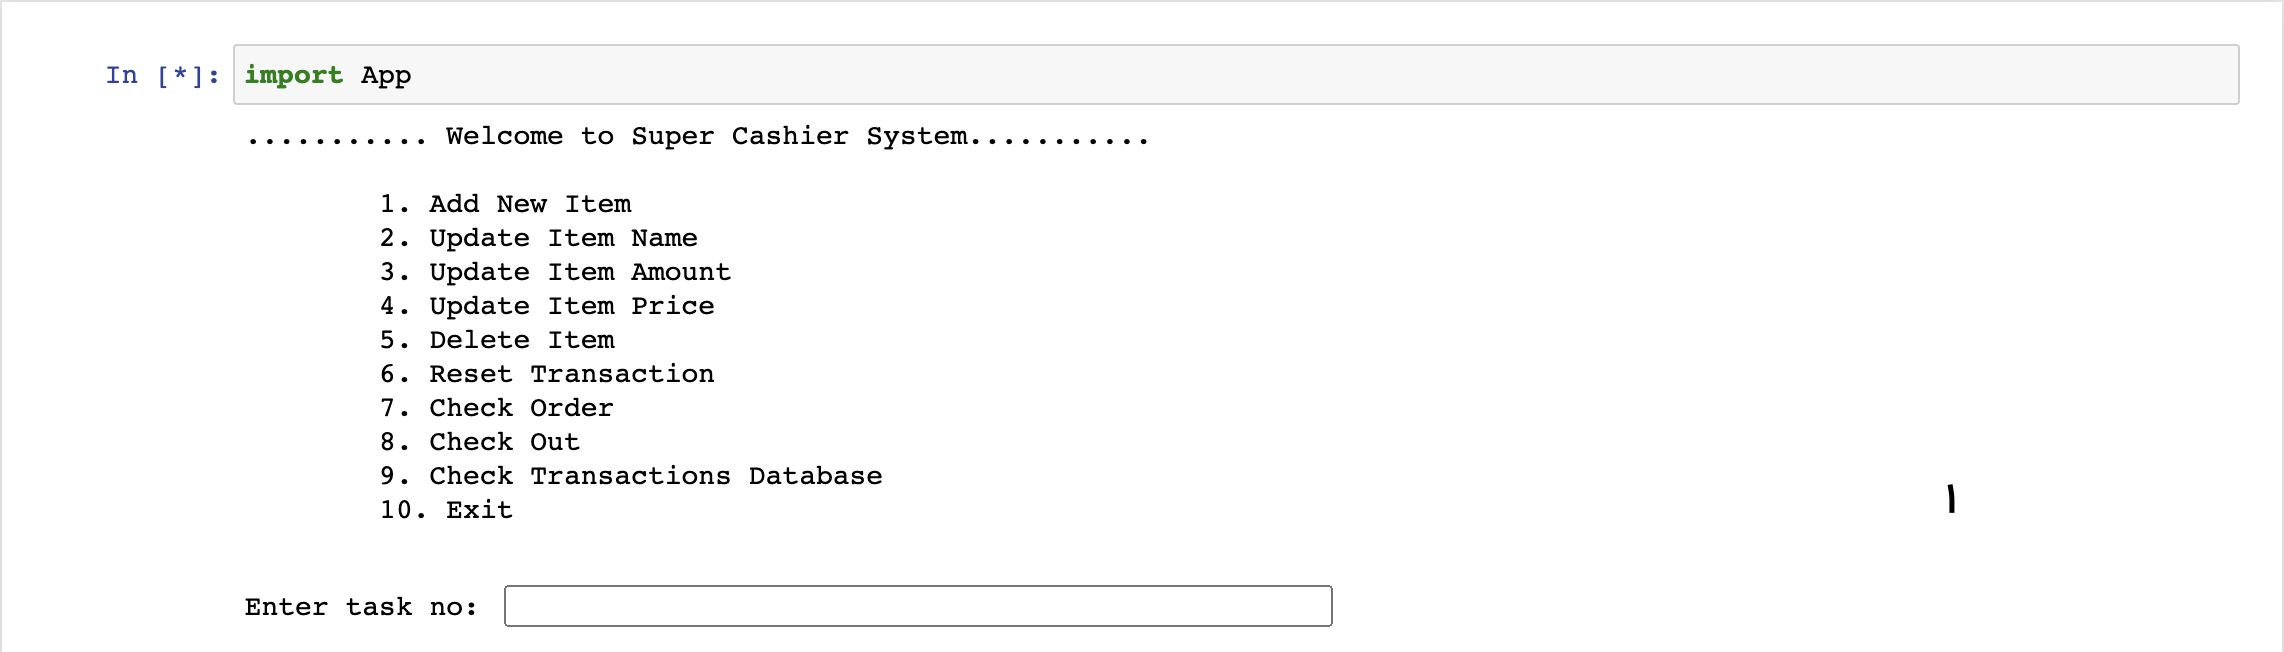 In [*]: import App
........... Welcome to Super Cashier System...........
1. Add New Item
2. Update Item Name
3. Update Item Amount
4. Update Item Price
5. Delete Item
6. Reset Transaction
7. Check Order
8. Check Out
9. Check Transactions Database
10. Exit
Enter task no: